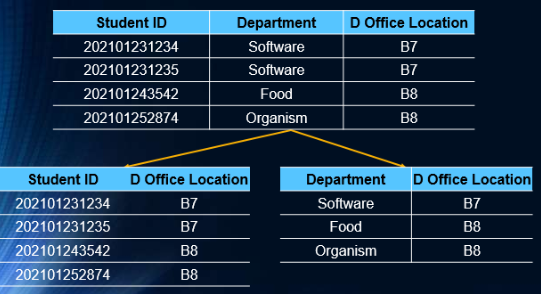 Student ID Department D Office Location
202101231234 Software B7
202101231235 Software B7
202101243542 Food B8
202101252874 Organism B8
Student ID D Office Location
202101231234 B7
202101231235 B7
202101243542 B8
202101252874 B8
Department D Office Location
Software B7
Food B8
Organism B8